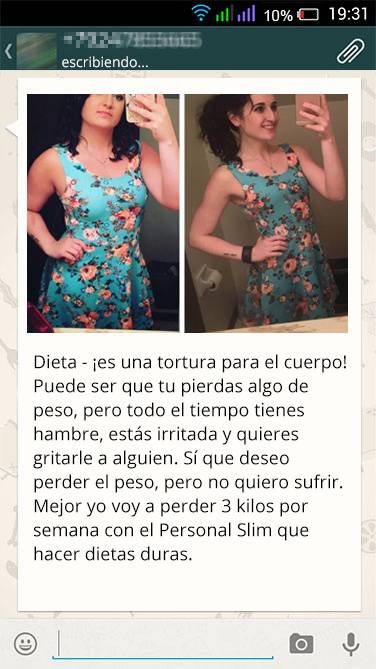 10% 19:31
escribiendo...
Dieta - ¡es una tortura para el cuerpo!
Puede ser que tu pierdas algo de
peso, pero todo el tiempo tienes
hambre, estás irritada y quieres
gritarle a alguien. Sí que deseo
perder el peso, pero no quiero sufrir.
Mejor yo voy a perder 3 kilos por
semana con el Personal Slim que
hacer dietas duras.